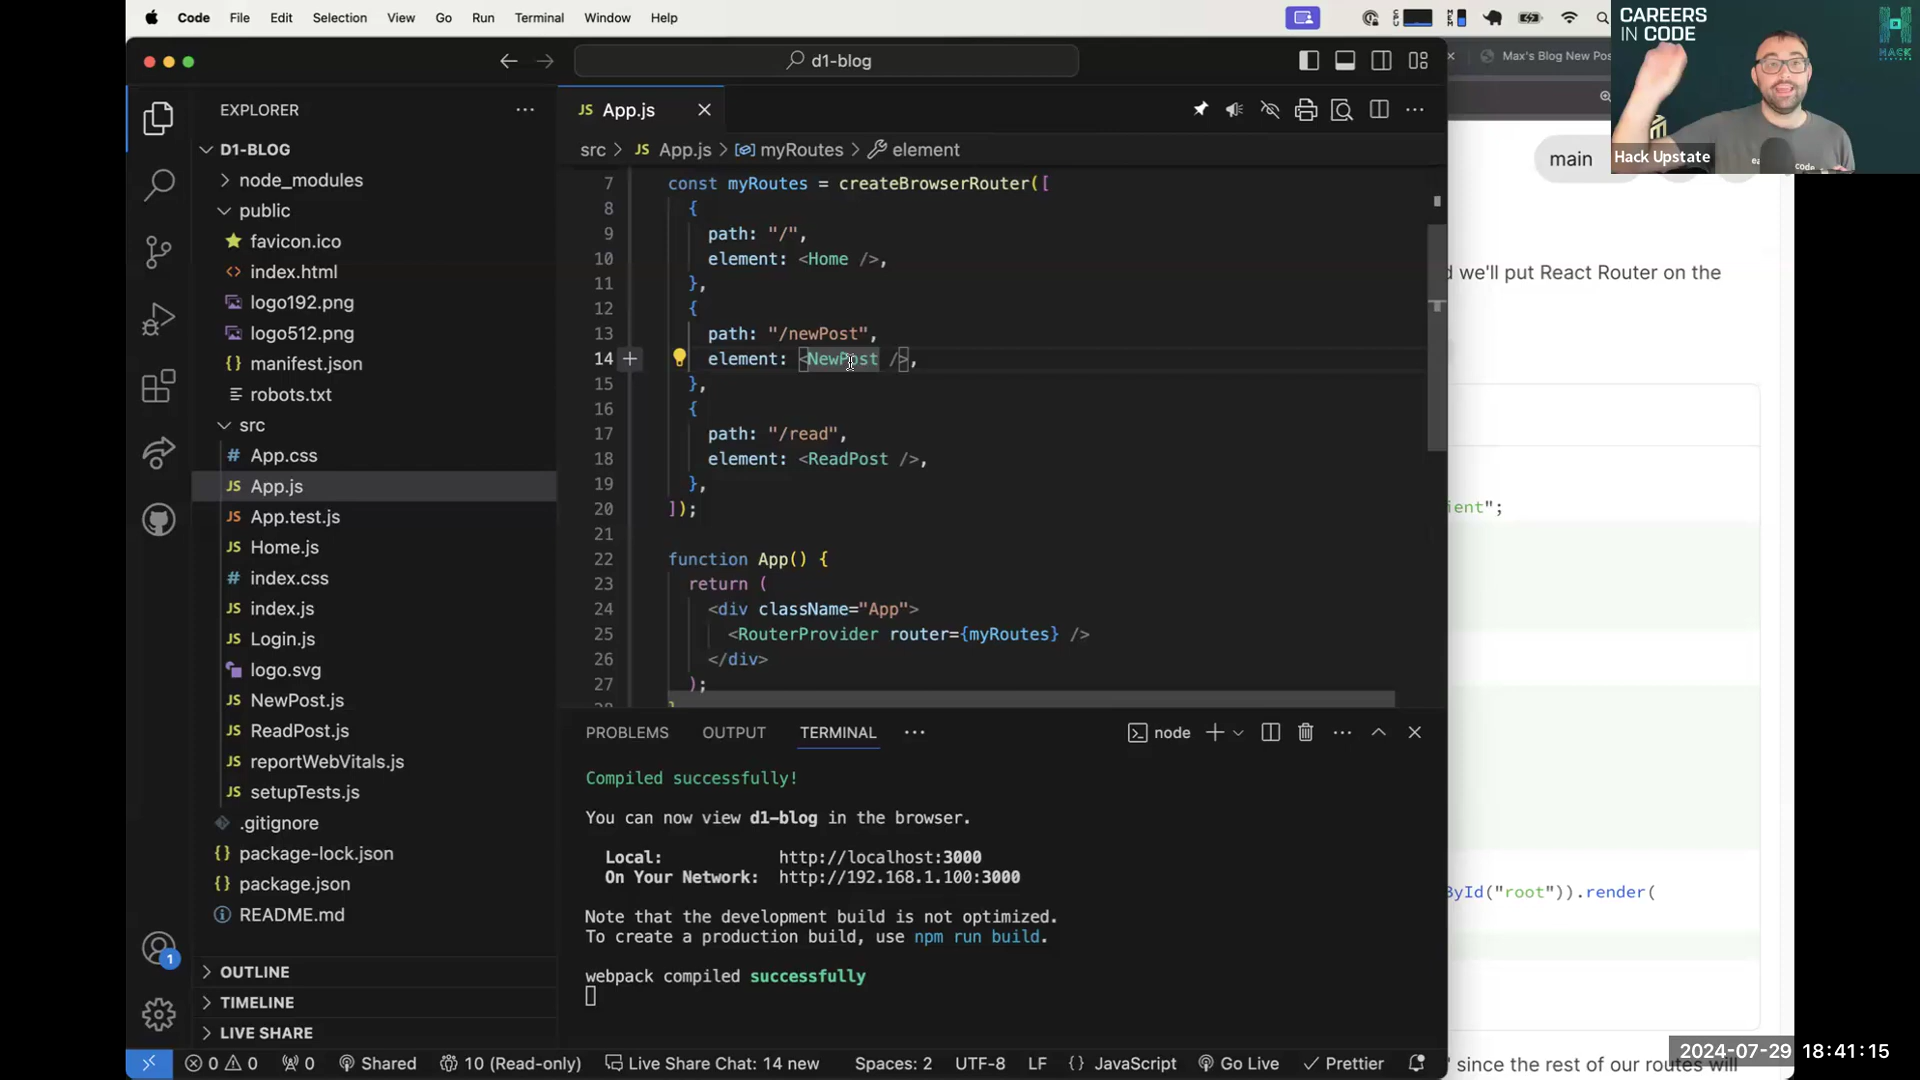 Code File Edit Selection View Go Run Terminal Window Help
CAREERS
IN CODE
HACK
Hack Upstate
d1-blog
Max's Blog New Pos
EXPLORER
D1-BLOG
node_modules
public
favicon.ico
index.html
logo192.png
logo512.png
manifest.json
robots.txt
src
App.css
App.js
App.test.js
Home.js
index.css
index.js
Login.js
logo.svg
NewPost.js
ReadPost.js
reportWebVitals.js
setupTests.js
.gitignore
package-lock.json
package.json
README.md
OUTLINE
TIMELINE
LIVE SHARE
1
JS App.js
src > JS App.js > myRoutes > element
7 const myRoutes = createBrowserRouter([
8 {
9 path: "/",
10 element: <Home />,
11 },
12 {
13 path: "/newPost",
14 element: <NewPost />,
15 },
16 {
17 path: "/read",
18 element: <ReadPost />,
19 },
20 ]);
21
22 function App() {
23 return (
24 <div className="App">
25 <RouterProvider router={myRoutes} />
26 </div>
27 );
PROBLEMS OUTPUT TERMINAL
node
Compiled successfully!
You can now view d1-blog in the browser.
Local: http://localhost:3000
On Your Network: http://192.168.1.100:3000
Note that the development build is not optimized.
To create a production build, use npm run build.
webpack compiled successfully
main
d we'll put React Router on the
ient";
ById("root")).render(
" since the rest of our routes will
0 0 0 Shared 10 (Read-only) Live Share Chat: 14 new Spaces: 2 UTF-8 LF {} JavaScript Go Live Prettier
2024-07-29 18:41:15